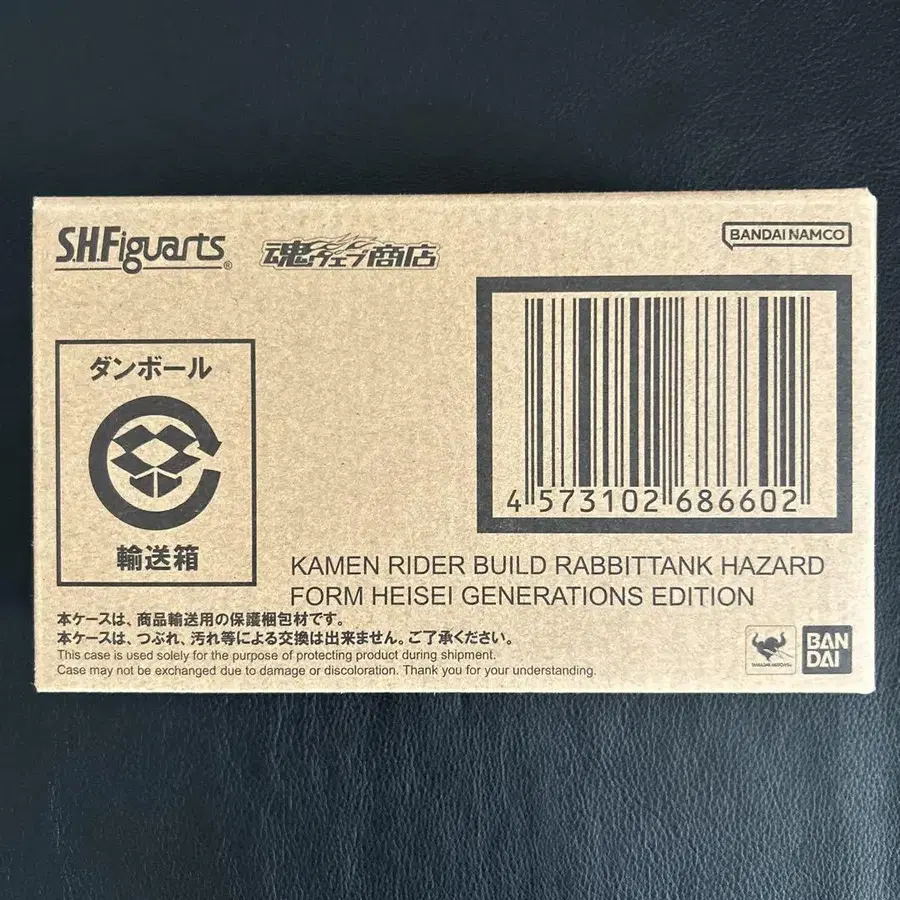 S.H.Figuarts®
魂ウェブ商店
BANDAI NAMCO
ダンボール
輸送箱
4 573102 686602
KAMEN RIDER BUILD RABBITTANK HAZARD
FORM HEISEI GENERATIONS EDITION
本ケースは、商品輸送用の保護梱包材です。
本ケースは、つぶれ、汚れ等による交換は出来ません。ご了承ください。
This case is used solely for the purpose of protecting product during shipment.
Case may not be exchanged due to damage or discoloration. Thank you for your understanding.
BAN
DAI